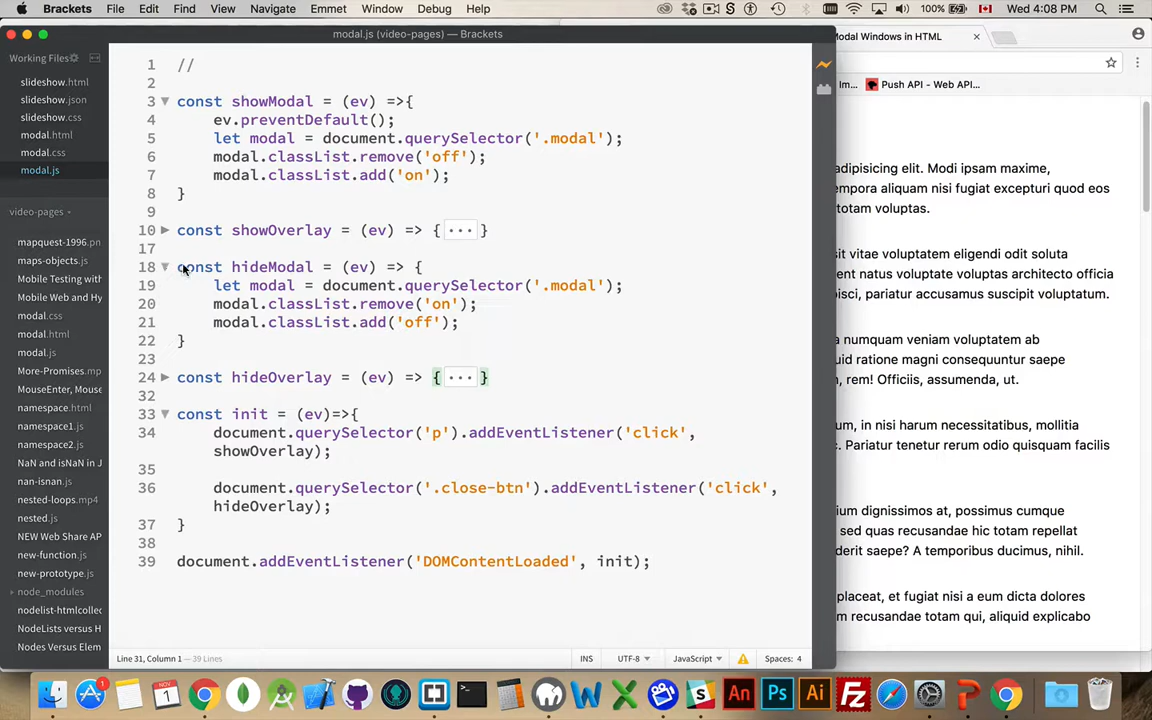 Brackets File Edit Find View Navigate Emmet Window Debug Help 100% Wed 4:08 PM
modal.js (video-pages) — Brackets
Modal Windows in HTML
Working Files
slideshow.html
slideshow.json
slideshow.css
modal.html
modal.css
modal.js
video-pages
mapquest-1996.pn
maps-objects.js
Mobile Testing with
Mobile Web and Hy
modal.css
modal.html
modal.js
More-Promises.mp
MouseEnter, Mouse
namespace.html
namespace1.js
namespace2.js
NaN and isNaN in J
nan-isnan.js
nested-loops.mp4
nested.js
NEW Web Share AP
new-function.js
new-prototype.js
node_modules
nodelist-htmlcollec
NodeLists versus H
Nodes Versus Elem
1 //
2
3 const showModal = (ev) =>{
4 ev.preventDefault();
5 let modal = document.querySelector('.modal');
6 modal.classList.remove('off');
7 modal.classList.add('on');
8 }
9
10 const showOverlay = (ev) => { ... }
17
18 const hideModal = (ev) => {
19 let modal = document.querySelector('.modal');
20 modal.classList.remove('on');
21 modal.classList.add('off');
22 }
23
24 const hideOverlay = (ev) => { ... }
32
33 const init = (ev)=>{
34 document.querySelector('p').addEventListener('click',
showOverlay);
35
36 document.querySelector('.close-btn').addEventListener('click',
hideOverlay);
37 }
38
39 document.addEventListener('DOMContentLoaded', init);
Line 31, Column 1 — 39 Lines
INS UTF-8 JavaScript Spaces: 4
Im... Push API - Web API...
adipisicing elit. Modi ipsam maxime,
empora aliquam nisi fugiat excepturi quod eos
totam voluptas.
sit vitae voluptatem eligendi odit soluta
derent natus voluptate voluptas architecto officia
pisci, pariatur accusamus suscipit voluptatum.
a numquam veniam voluptatum ab
uid ratione magni consequuntur saepe
, rem! Officiis, assumenda, ut.
, in nisi harum necessitatibus, mollitia
. Pariatur tenetur rerum odio quisquam facilis
ium dignissimos at, possimus cumque
sed quas recusandae hic totam repellat
derit saepe? A temporibus ducimus, nihil.
placeat, et fugiat nisi a eum dicta dolores
m recusandae totam qui, aliquid explicabo
1
NOV
1
An
W
Ps
Ai
Fz